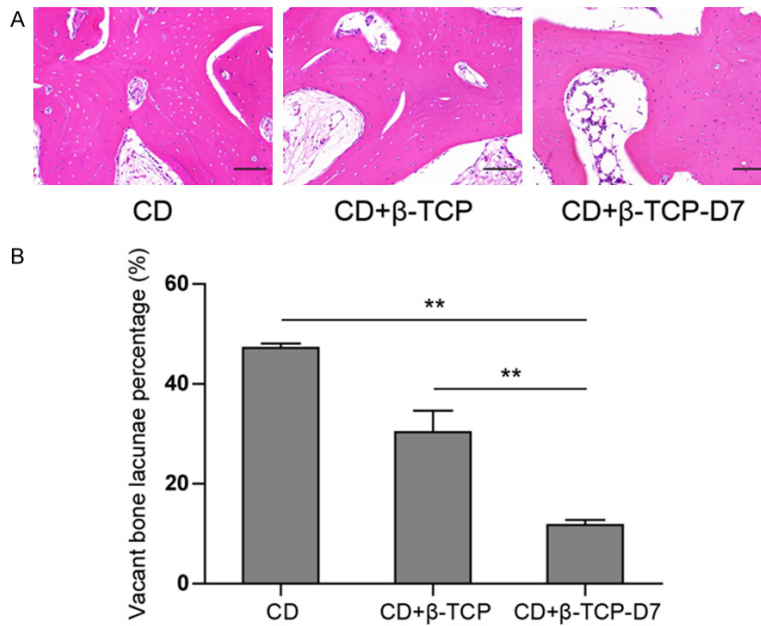 A
CD
CD+β-TCP
CD+β-TCP-D7
B
Vacant bone lacunae percentage (%)
60
40
20
0
**
**
CD
CD+β-TCP
CD+β-TCP-D7